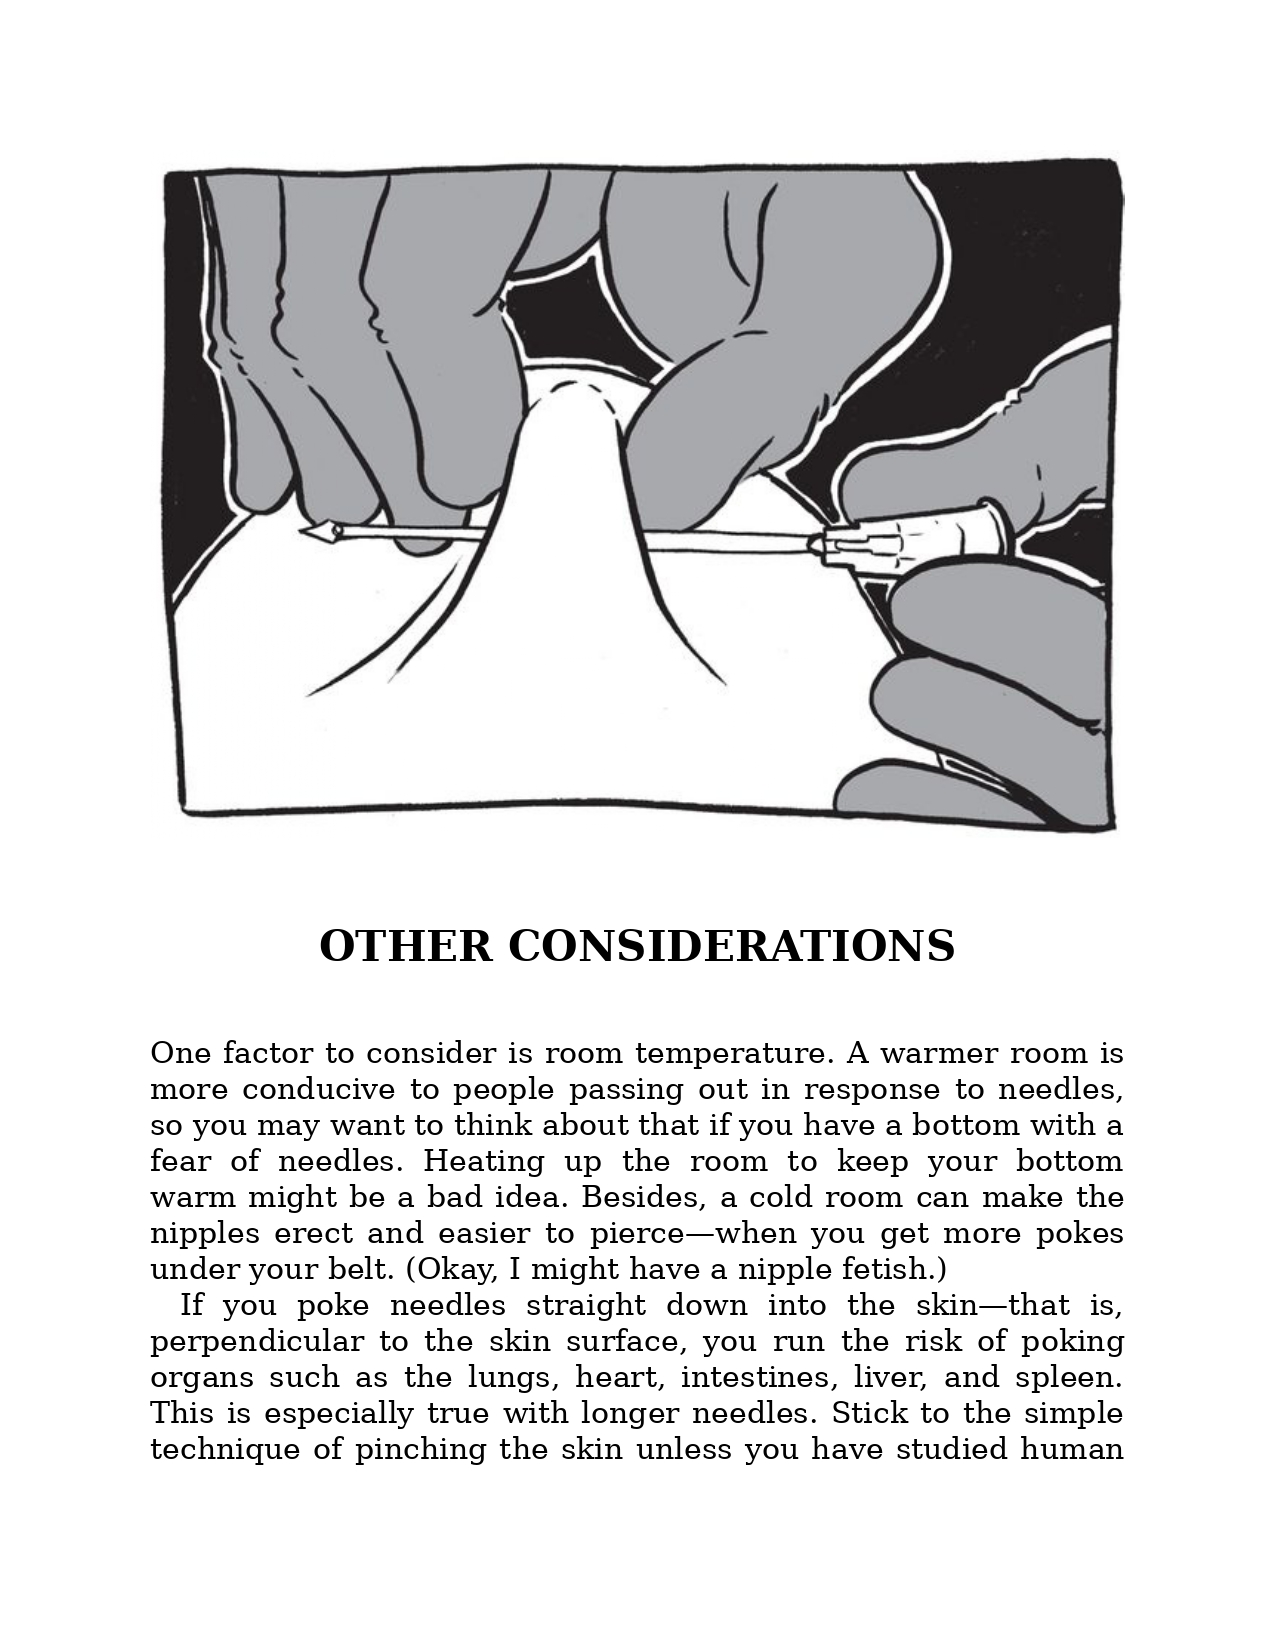 OTHER CONSIDERATIONS
One factor to consider is room temperature. A warmer room is
more conducive to people passing out in response to needles,
so you may want to think about that if you have a bottom with a
fear of needles. Heating up the room to keep your bottom
warm might be a bad idea. Besides, a cold room can make the
nipples erect and easier to pierce—when you get more pokes
under your belt. (Okay, I might have a nipple fetish.)
If you poke needles straight down into the skin—that is,
perpendicular to the skin surface, you run the risk of poking
organs such as the lungs, heart, intestines, liver, and spleen.
This is especially true with longer needles. Stick to the simple
technique of pinching the skin unless you have studied human